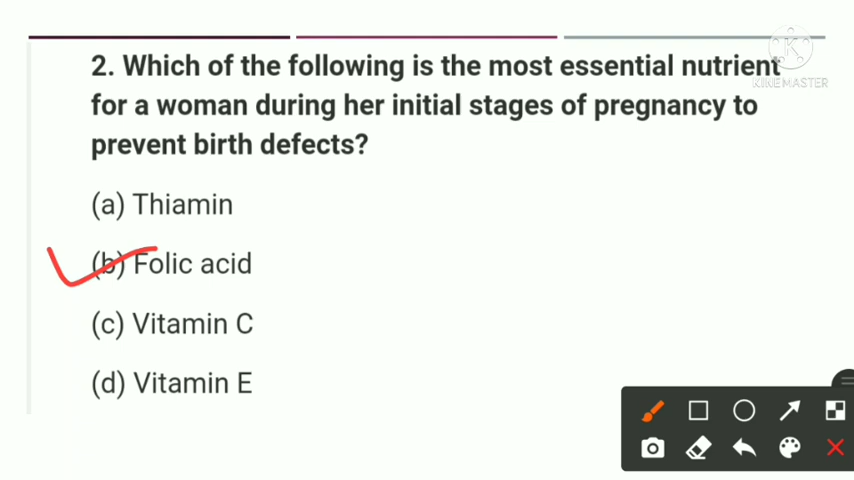 2. Which of the following is the most essential nutrient
for a woman during her initial stages of pregnancy to
prevent birth defects?
(a) Thiamin
(b) Folic acid
(c) Vitamin C
(d) Vitamin E
K
KINEMASTER